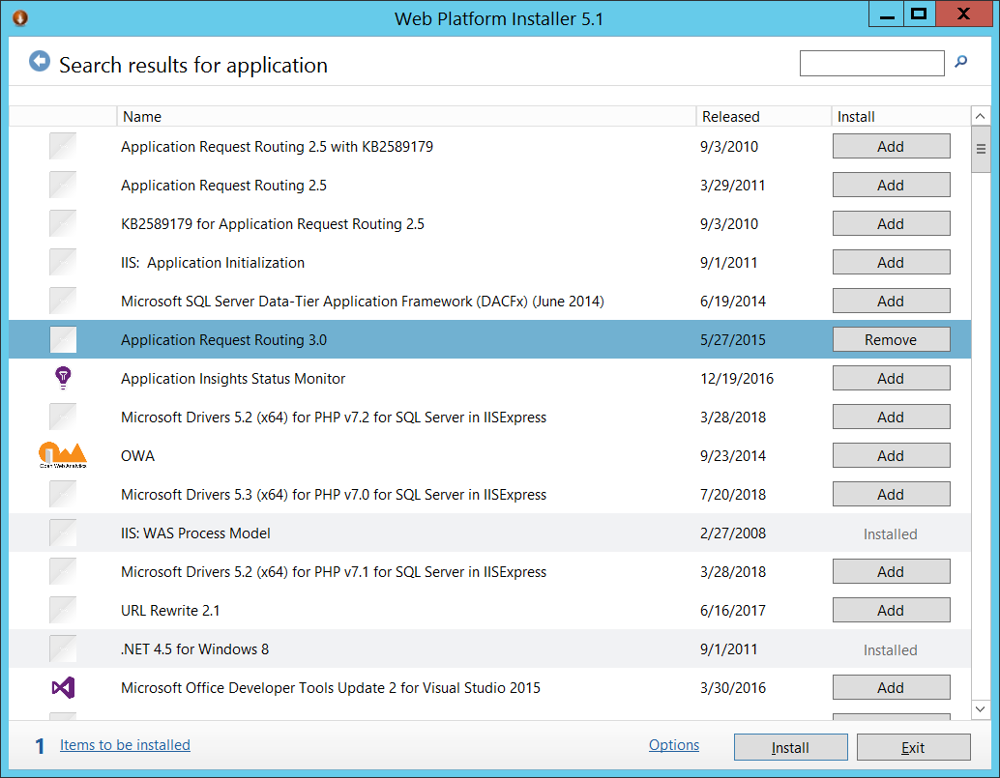 Web Platform Installer 5.1
Search results for application
Name Released Install
Application Request Routing 2.5 with KB2589179 9/3/2010 Add
Application Request Routing 2.5 3/29/2011 Add
KB2589179 for Application Request Routing 2.5 9/3/2010 Add
IIS:  Application Initialization 9/1/2011 Add
Microsoft SQL Server Data-Tier Application Framework (DACFx) (June 2014) 6/19/2014 Add
Application Request Routing 3.0 5/27/2015 Remove
Application Insights Status Monitor 12/19/2016 Add
Microsoft Drivers 5.2 (x64) for PHP v7.2 for SQL Server in IISExpress 3/28/2018 Add
Open Web Analytics OWA 9/23/2014 Add
Microsoft Drivers 5.3 (x64) for PHP v7.0 for SQL Server in IISExpress 7/20/2018 Add
IIS: WAS Process Model 2/27/2008 Installed
Microsoft Drivers 5.2 (x64) for PHP v7.1 for SQL Server in IISExpress 3/28/2018 Add
URL Rewrite 2.1 6/16/2017 Add
.NET 4.5 for Windows 8 9/1/2011 Installed
Microsoft Office Developer Tools Update 2 for Visual Studio 2015 3/30/2016 Add
1 Items to be installed Options Install Exit